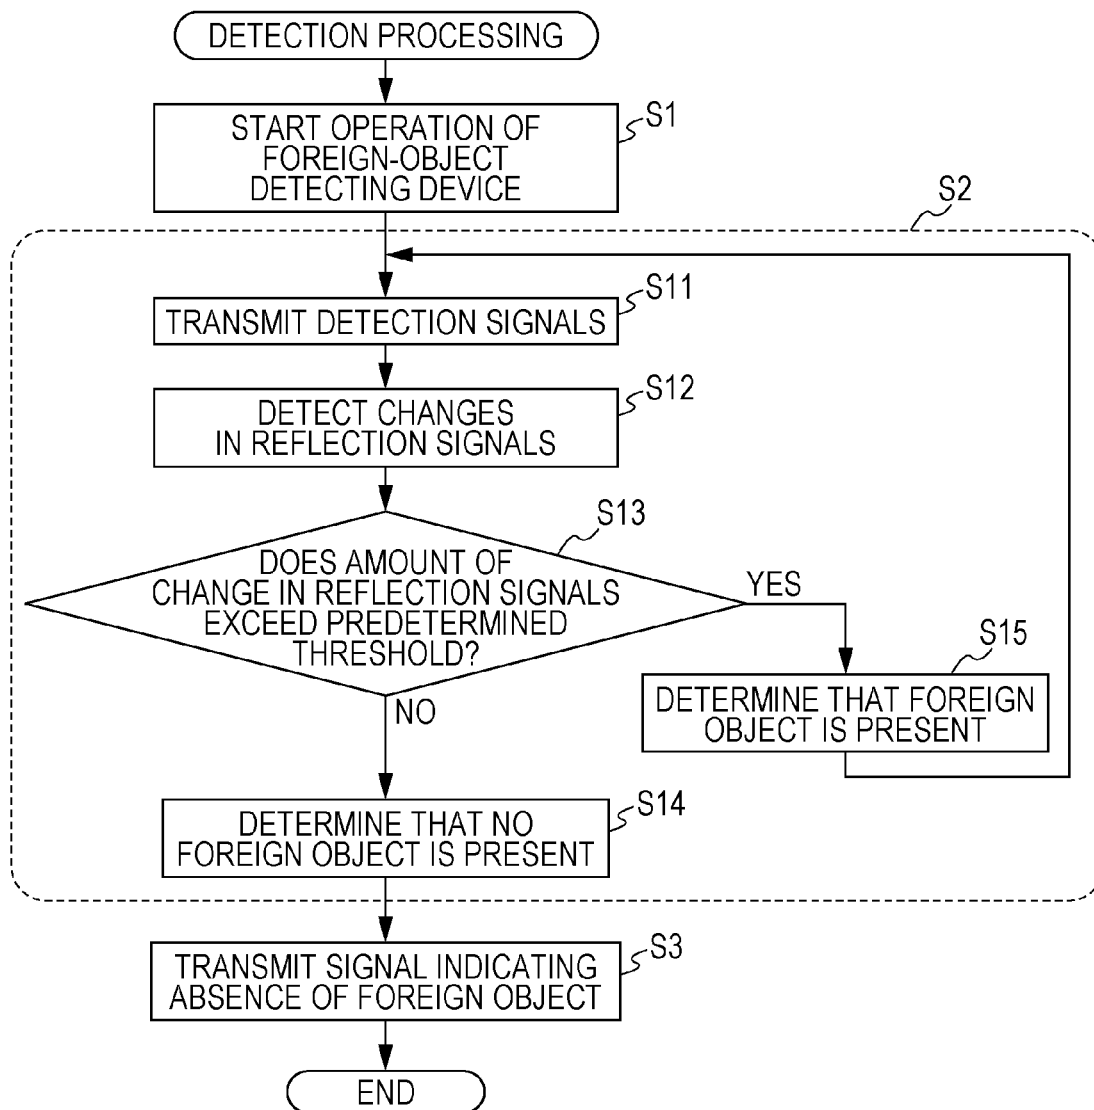 DETECTION PROCESSING
S1
START OPERATION OF
FOREIGN-OBJECT
DETECTING DEVICE
S2
S11
TRANSMIT DETECTION SIGNALS
S12
DETECT CHANGES
IN REFLECTION SIGNALS
S13
DOES AMOUNT OF
CHANGE IN REFLECTION SIGNALS
EXCEED PREDETERMINED
THRESHOLD?
YES
NO
S15
DETERMINE THAT FOREIGN
OBJECT IS PRESENT
S14
DETERMINE THAT NO
FOREIGN OBJECT IS PRESENT
S3
TRANSMIT SIGNAL INDICATING
ABSENCE OF FOREIGN OBJECT
END